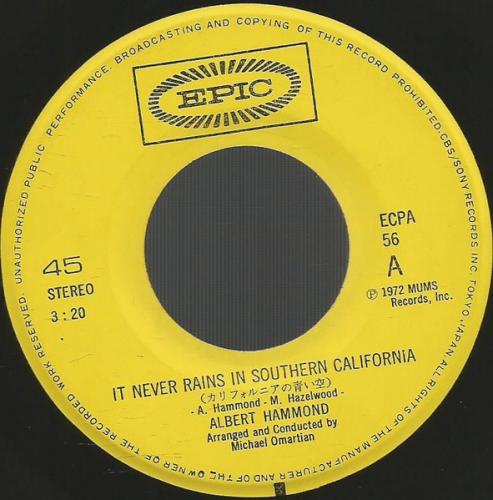 UNAUTHORIZED PUBLIC PERFORMANCE, BROADCASTING AND COPYING OF THIS RECORD PROHIBITED. CBS/SONY RECORDS INC. TOKYO. JAPAN ALL RIGHTS OF THE MANUFACTURER AND OF THE OWNER OF THE RECORDED WORK RESERVED.
EPIC
ECPA
56
A
℗ 1972 MUMS
Records, Inc.
45
STEREO
3:20
IT NEVER RAINS IN SOUTHERN CALIFORNiA
(カリフォルニアの青い空)
- A. Hammond - M. Hazelwood -
ALBERT HAMMOND
Arranged and Conducted by
Michael Omartian